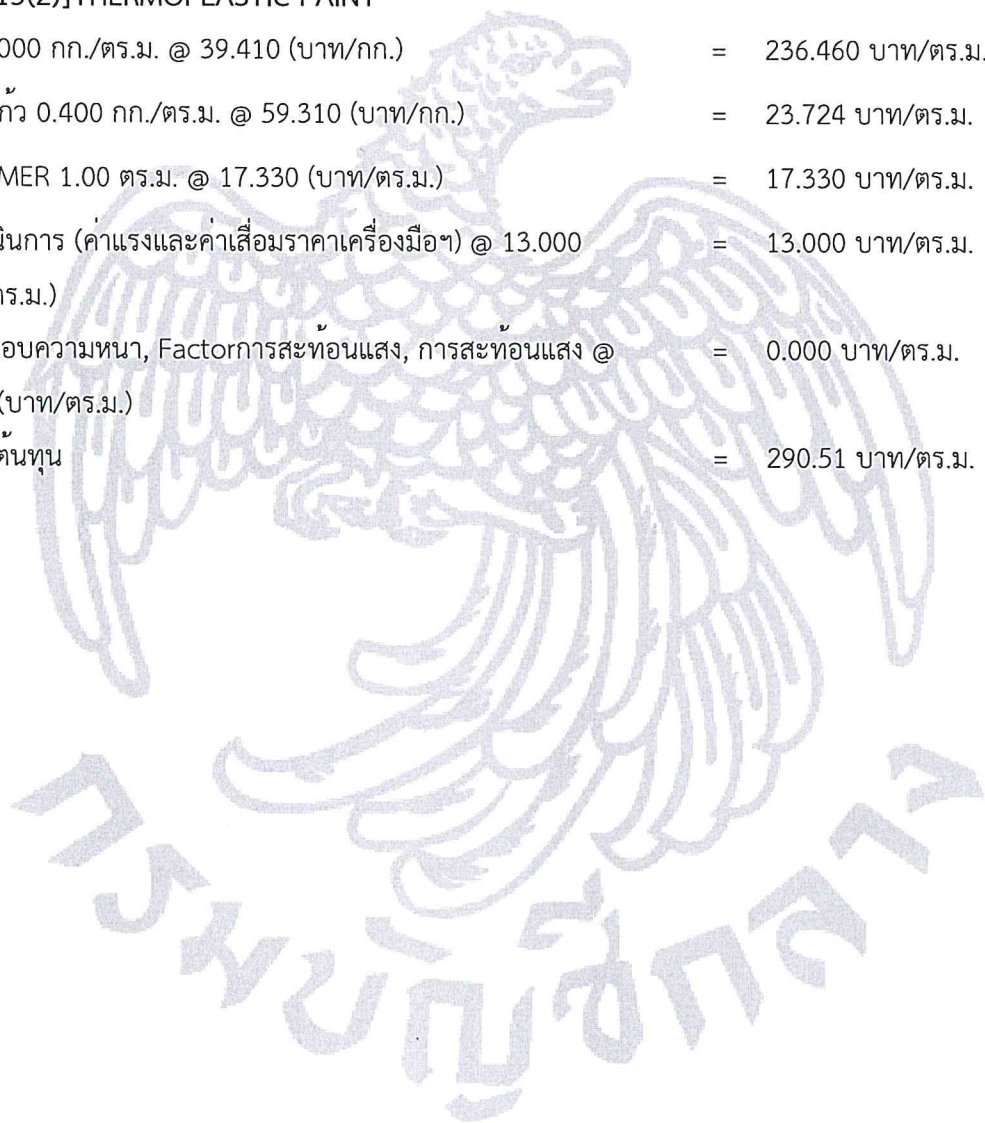 15(2)] THERMOPLASTIC PAINT
000 กก./ตร.ม. @ 39.410 (บาท/กก.) = 236.460 บาท/ตร.ม.
ก้ว 0.400 กก./ตร.ม. @ 59.310 (บาท/กก.) = 23.724 บาท/ตร.ม.
MER 1.00 ตร.ม. @ 17.330 (บาท/ตร.ม.) = 17.330 บาท/ตร.ม.
นินการ (ค่าแรงและค่าเสื่อมราคาเครื่องมือฯ) @ 13.000 = 13.000 บาท/ตร.ม.
ตร.ม.)
อบความหนา, Factorการสะท้อนแสง, การสะท้อนแสง @ = 0.000 บาท/ตร.ม.
(บาท/ตร.ม.)
ต้นทุน = 290.51 บาท/ตร.ม.
กรมบัญชีกลาง